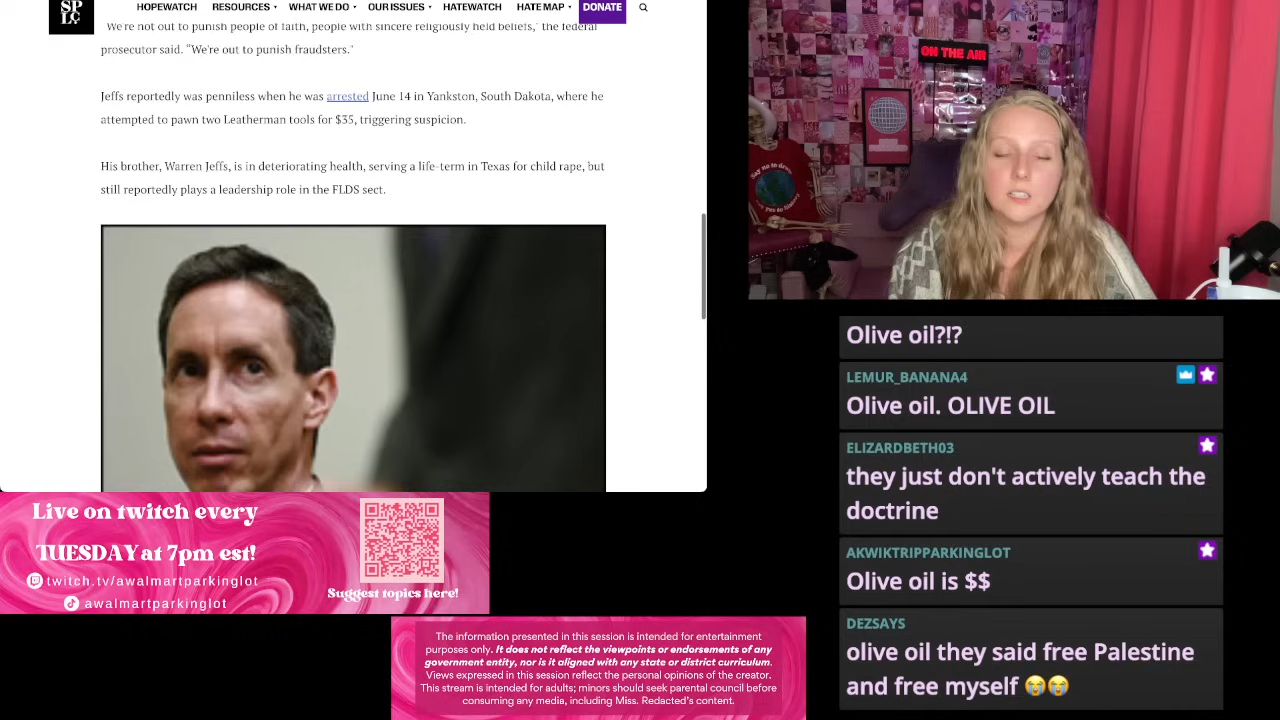 SP
LC
HOPEWATCH RESOURCES WHAT WE DO OUR ISSUES HATEWATCH HATE MAP DONATE
"We're not out to punish people of faith, people with sincere religiously held beliefs," the federal
prosecutor said. “We're out to punish fraudsters."
Jeffs reportedly was penniless when he was arrested June 14 in Yankston, South Dakota, where he
attempted to pawn two Leatherman tools for $35, triggering suspicion.
His brother, Warren Jeffs, is in deteriorating health, serving a life-term in Texas for child rape, but
still reportedly plays a leadership role in the FLDS sect.
ON THE AIR
Olive oil?!?
LEMUR_BANANA4
Olive oil. OLIVE OIL
ELIZARDBETH03
they just don't actively teach the
doctrine
AKWIKTRIPPARKINGLOT
Olive oil is $$
DEZSAYS
olive oil they said free Palestine
and free myself 😭😭
Live on twitch every
TUESDAY at 7pm est!
twitch.tv/awalmartparkinglot
awalmartparkinglot
Suggest topics here!
The information presented in this session is intended for entertainment
purposes only. It does not reflect the viewpoints or endorsements of any
government entity, nor is it aligned with any state or district curriculum.
Views expressed in this session reflect the personal opinions of the creator.
This stream is intended for adults; minors should seek parental council before
consuming any media, including Miss. Redacted's content.